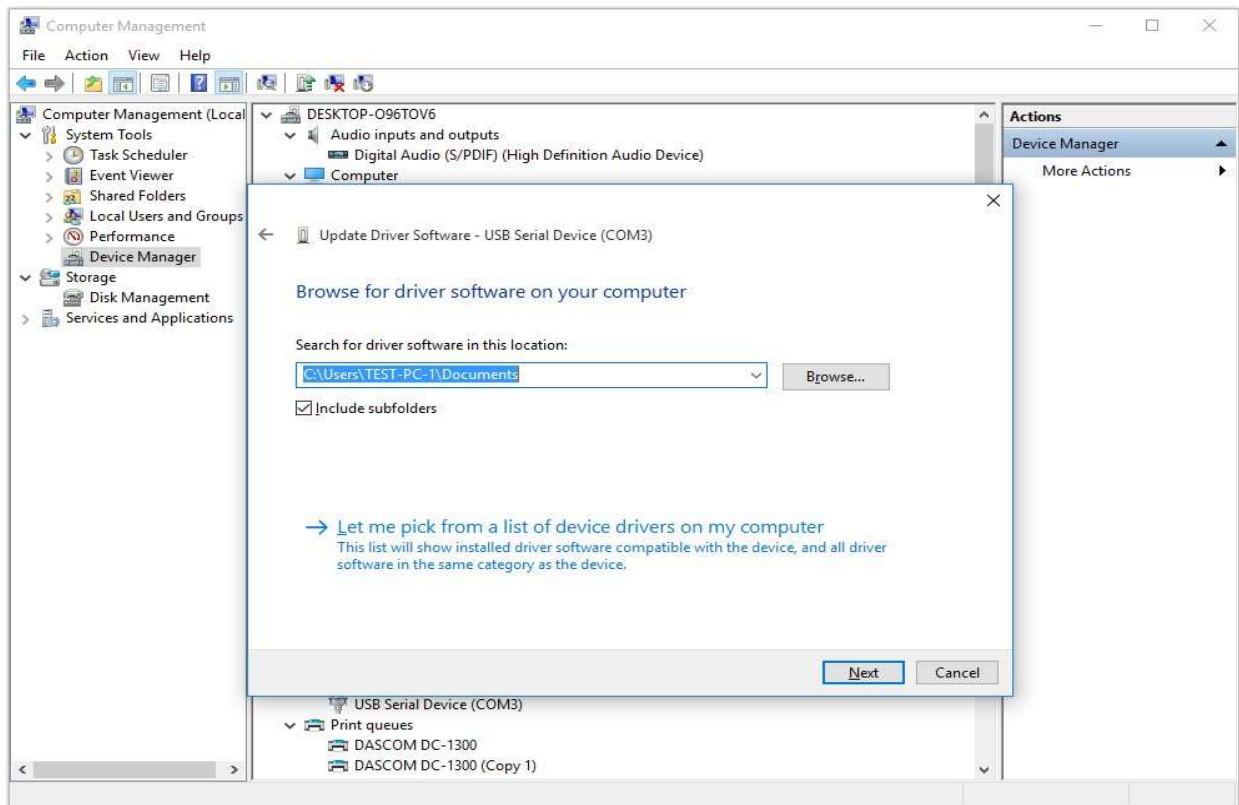 Computer Management
File Action View Help
Computer Management (Local
System Tools
Task Scheduler
Event Viewer
Shared Folders
Local Users and Groups
Performance
Device Manager
Storage
Disk Management
Services and Applications
DESKTOP-O96TOV6
Audio inputs and outputs
Digital Audio (S/PDIF) (High Definition Audio Device)
Computer
Update Driver Software - USB Serial Device (COM3)
Browse for driver software on your computer
Search for driver software in this location:
C:\Users\TEST-PC-1\Documents
Browse...
Include subfolders
Let me pick from a list of device drivers on my computer
This list will show installed driver software compatible with the device, and all driver
software in the same category as the device.
Next Cancel
USB Serial Device (COM3)
Print queues
DASCOM DC-1300
DASCOM DC-1300 (Copy 1)
Actions
Device Manager
More Actions